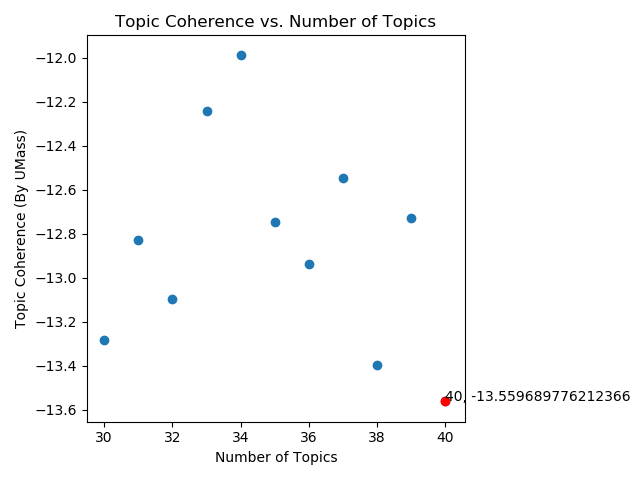 Topic Coherence vs. Number of Topics
Topic Coherence (By UMass)
−12.0
−12.2
−12.4
−12.6
−12.8
−13.0
−13.2
−13.4
−13.6
40, -13.559689776212366
30 32 34 36 38 40
Number of Topics